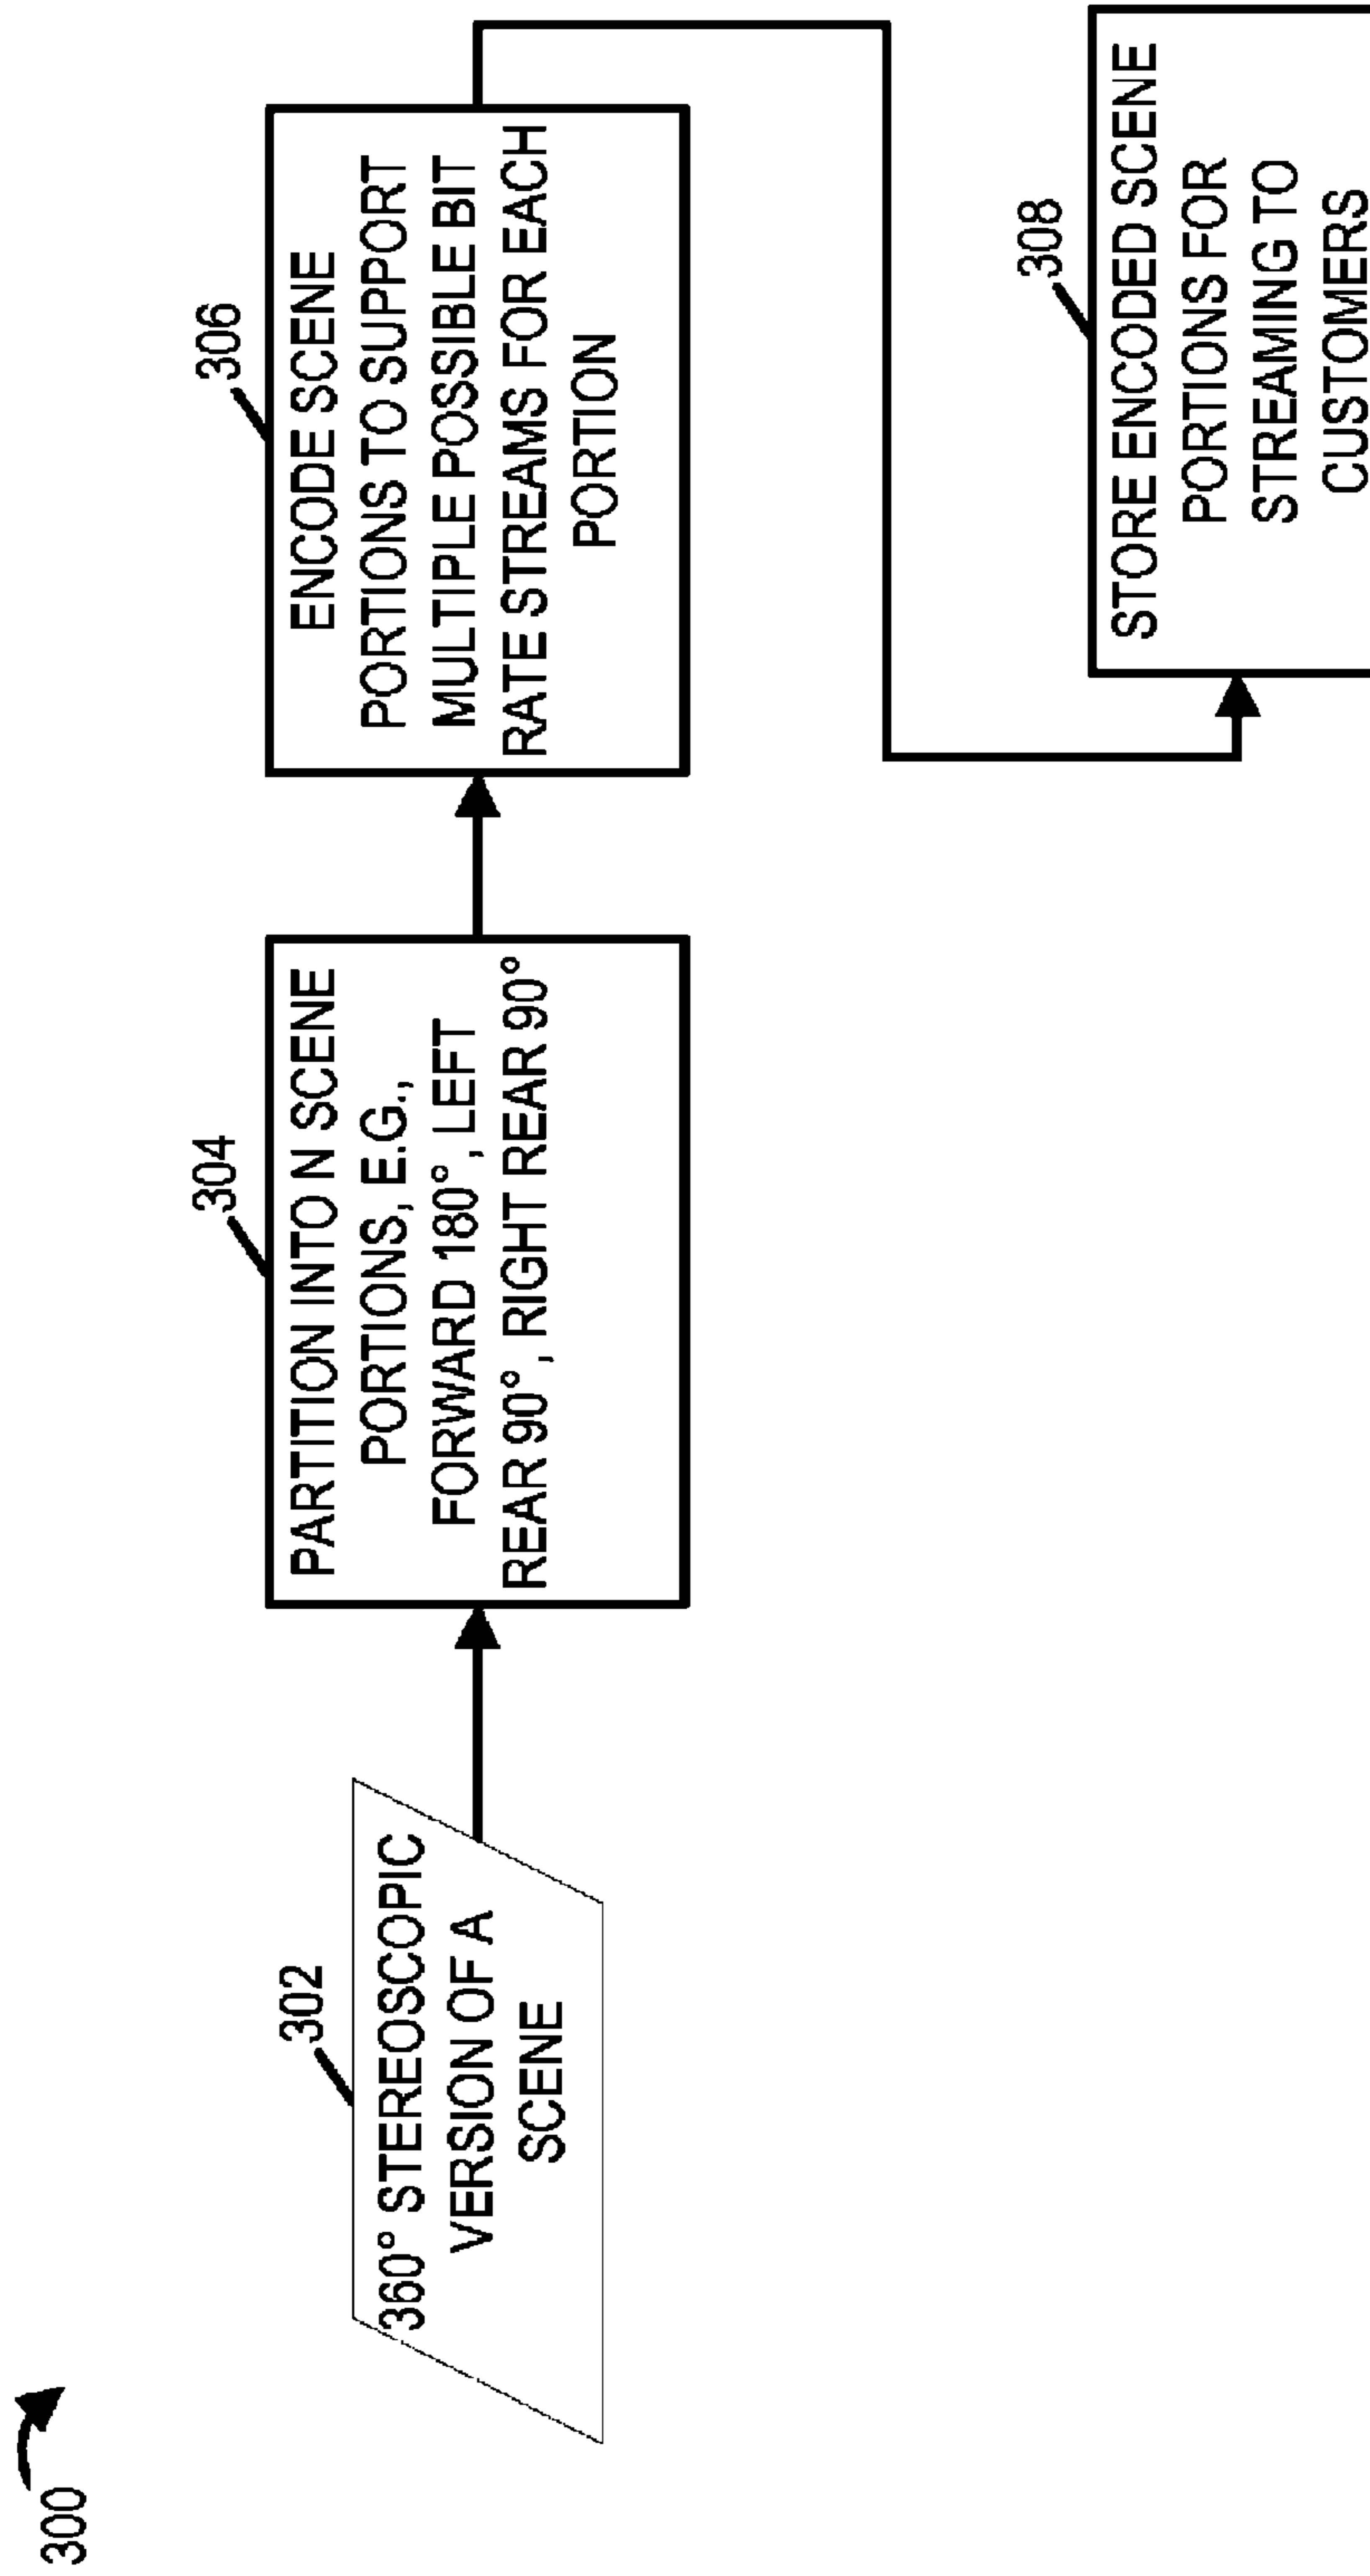 300
302
360° STEREOSCOPIC
VERSION OF A
SCENE
304
PARTITION INTO N SCENE
PORTIONS, E.G.,
FORWARD 180°, LEFT
REAR 90°, RIGHT REAR 90°
306
ENCODE SCENE
PORTIONS TO SUPPORT
MULTIPLE POSSIBLE BIT
RATE STREAMS FOR EACH
PORTION
308
STORE ENCODED SCENE
PORTIONS FOR
STREAMING TO
CUSTOMERS